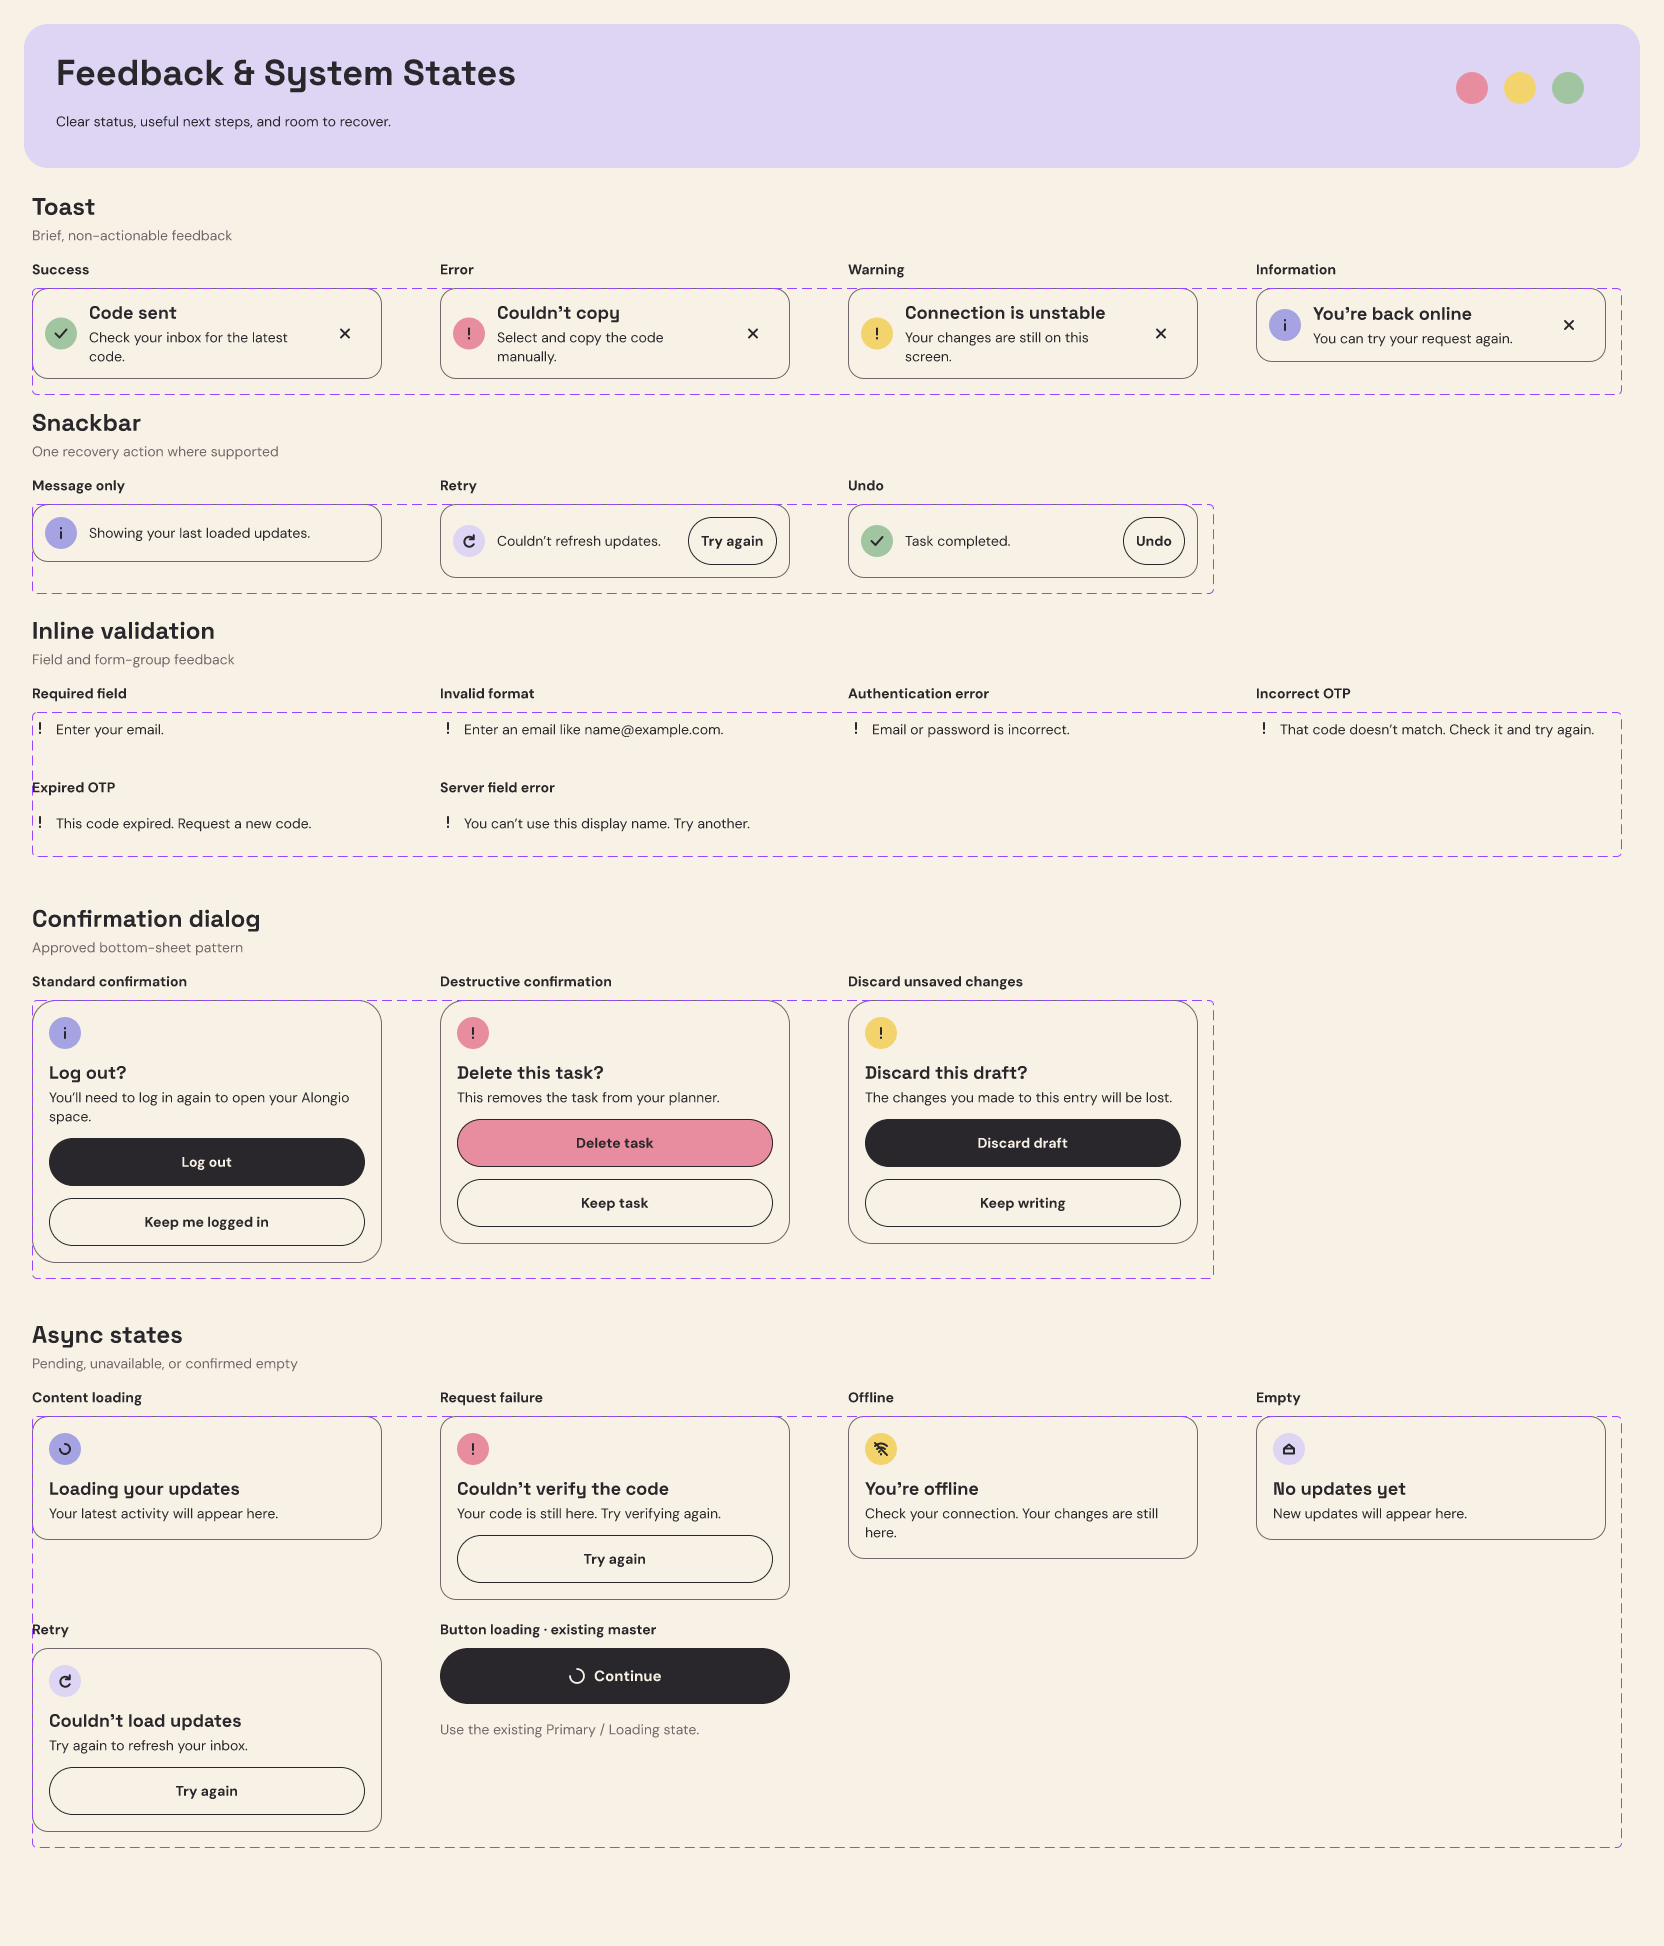 Feedback & System States
Clear status, useful next steps, and room to recover.
Toast
Brief, non-actionable feedback
Success
Code sent
Check your inbox for the latest
code.
Error
Couldn’t copy
Select and copy the code
manually.
Warning
Connection is unstable
Your changes are still on this
screen.
Information
You’re back online
You can try your request again.
Snackbar
One recovery action where supported
Message only
Showing your last loaded updates.
Retry
Couldn’t refresh updates.
Try again
Undo
Task completed.
Undo
Inline validation
Field and form-group feedback
Required field
! Enter your email.
Invalid format
! Enter an email like name@example.com.
Authentication error
! Email or password is incorrect.
Incorrect OTP
! That code doesn’t match. Check it and try again.
Expired OTP
! This code expired. Request a new code.
Server field error
! You can’t use this display name. Try another.
Confirmation dialog
Approved bottom-sheet pattern
Standard confirmation
Log out?
You’ll need to log in again to open your Alongio
space.
Log out
Keep me logged in
Destructive confirmation
Delete this task?
This removes the task from your planner.
Delete task
Keep task
Discard unsaved changes
Discard this draft?
The changes you made to this entry will be lost.
Discard draft
Keep writing
Async states
Pending, unavailable, or confirmed empty
Content loading
Loading your updates
Your latest activity will appear here.
Request failure
Couldn’t verify the code
Your code is still here. Try verifying again.
Try again
Offline
You’re offline
Check your connection. Your changes are still
here.
Empty
No updates yet
New updates will appear here.
Retry
Couldn’t load updates
Try again to refresh your inbox.
Try again
Button loading · existing master
Continue
Use the existing Primary / Loading state.